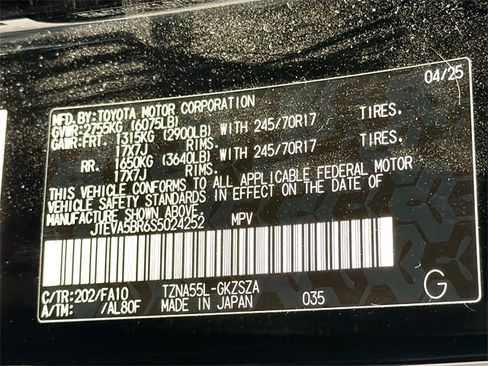 04/25
MFD. BY: TOYOTA MOTOR CORPORATION
GVWR: 2755KG (6075LB)
GAWR: FRT. 1315KG (2900LB) WITH 245/70R17 TIRES.
17X7J RIMS.
RR. 1650KG (3640LB) WITH 245/70R17 TIRES.
17X7J RIMS.
THIS VEHICLE CONFORMS TO ALL APPLICABLE FEDERAL MOTOR
VEHICLE SAFETY STANDARDS IN EFFECT ON THE DATE OF
MANUFACTURE SHOWN ABOVE.
JTEVA5BR6S5024252 MPV
C/TR: 202/FA10 TZNA55L-GKZSZA
A/TM: /AL80F MADE IN JAPAN 035 G